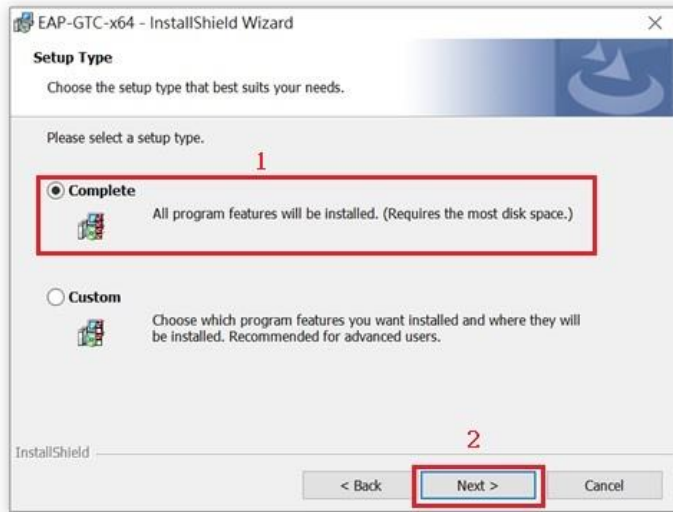 EAP-GTC-x64 - InstallShield Wizard
Setup Type
Choose the setup type that best suits your needs.
Please select a setup type.
1
Complete
All program features will be installed. (Requires the most disk space.)
Custom
Choose which program features you want installed and where they will
be installed. Recommended for advanced users.
2
InstallShield
< Back Next > Cancel